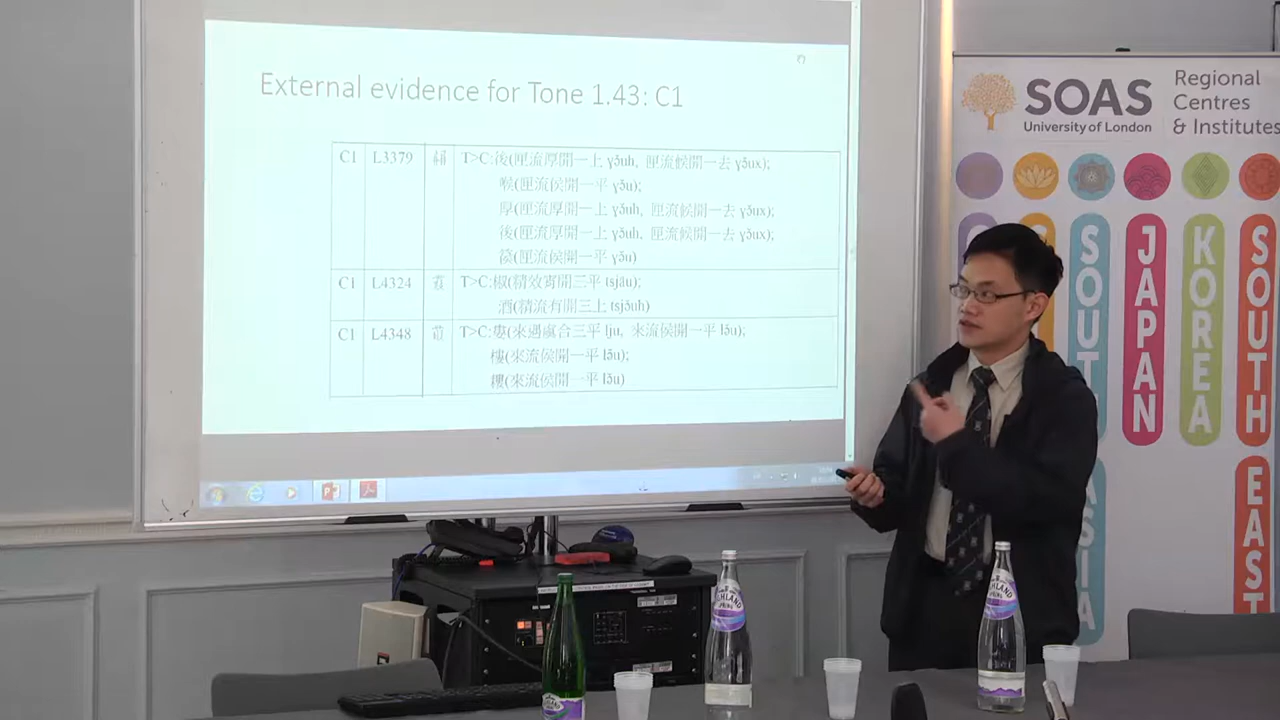 External evidence for Tone 1.43: C1
C1 L3379 T>C:後(匣流厚開一上 ɣə̆uh, 匣流候開一去 ɣə̆ux);
喉(匣流侯開一平 ɣə̆u);
厚(匣流厚開一上 ɣə̆uh, 匣流候開一去 ɣə̆ux);
後(匣流厚開一上 ɣə̆uh, 匣流候開一去 ɣə̆ux);
(匣流侯開一平 ɣə̆u)
C1 L4324 T>C:椒(精效宵開三平 tsjäu);
酒(精流有開三上 tsjə̆uh)
C1 L4348 T>C:婁(來遇虞合三平 lju, 來流侯開一平 lə̆u);
樓(來流侯開一平 lə̆u);
耬(來流侯開一平 lə̆u)
SOAS
University of London
Regional
Centres
& Institutes
SOUTH
ASIA
JAPAN
KOREA
SOUTH
EAST
HIGHLAND
SPRING